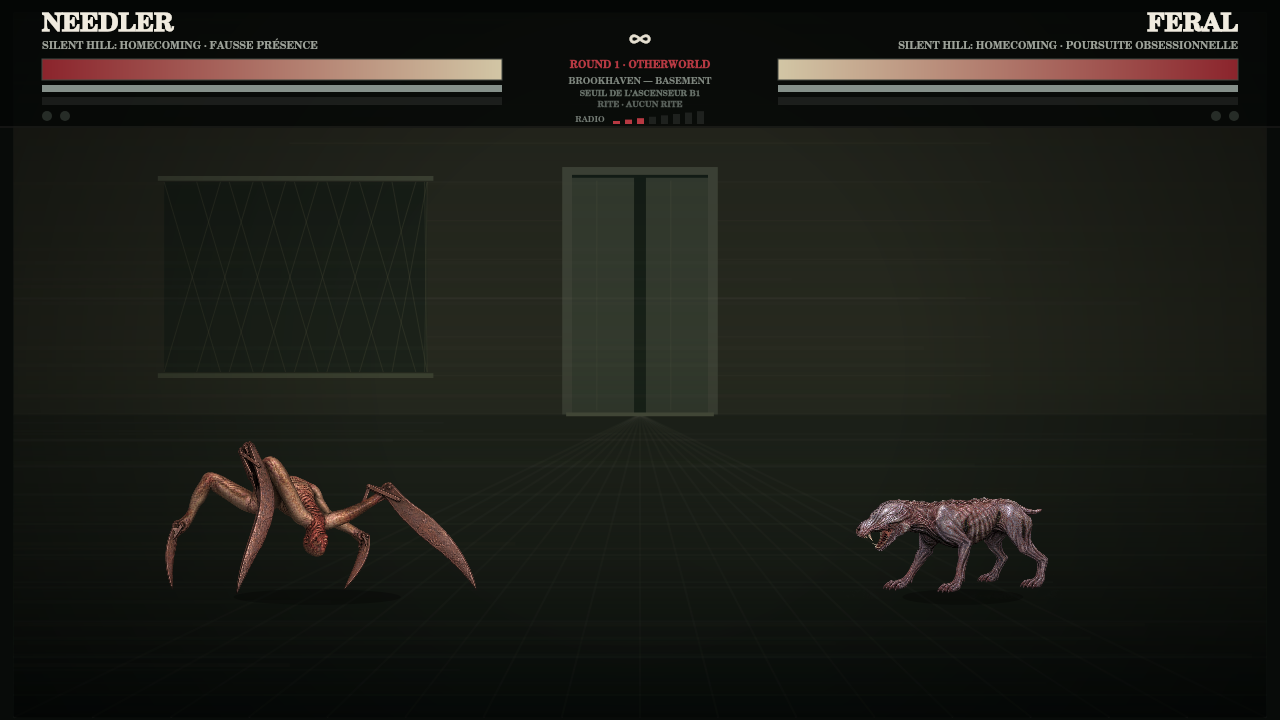 NEEDLER
SILENT HILL: HOMECOMING · FAUSSE PRÉSENCE
∞
ROUND 1 · OTHERWORLD
BROOKHAVEN — BASEMENT
SEUIL DE L'ASCENSEUR B1
RITE · AUCUN RITE
RADIO
FERAL
SILENT HILL: HOMECOMING · POURSUITE OBSESSIONNELLE